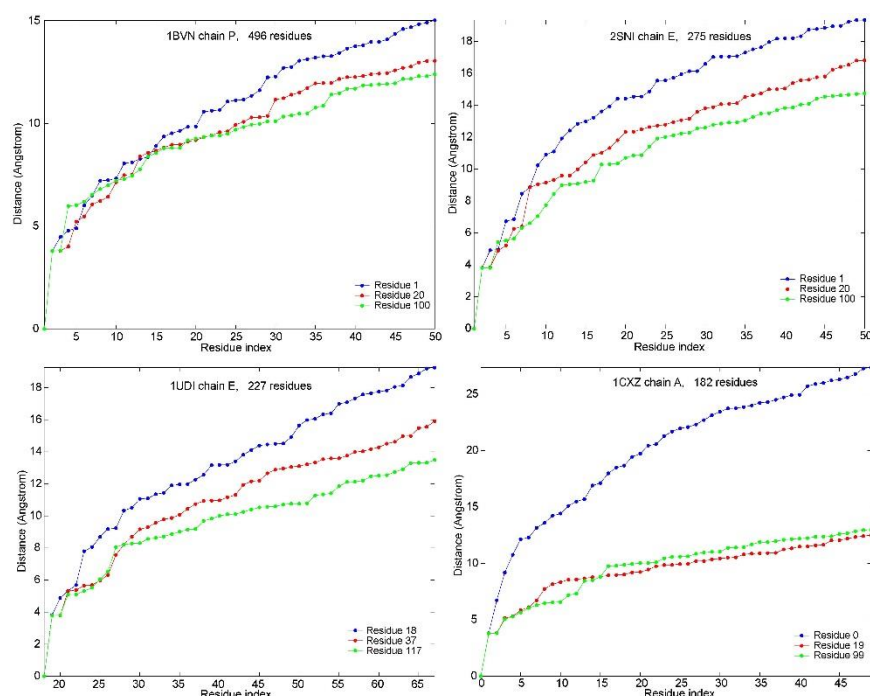 1BVN chain P, 496 residues
Distance (Angstrom)
15
10
5
0
5 10 15 20 25 30 35 40 45 50
Residue index
Residue 1
Residue 20
Residue 100
2SNI chain E, 275 residues
Distance (Angstrom)
18
16
14
12
10
8
6
4
2
0
5 10 15 20 25 30 35 40 45 50
Residue index
Residue 1
Residue 20
Residue 100
1UDI chain E, 227 residues
Distance (Angstrom)
18
16
14
12
10
8
6
4
2
0
20 25 30 35 40 45 50 55 60 65
Residue index
Residue 18
Residue 37
Residue 117
1CXZ chain A, 182 residues
Distance (Angstrom)
25
20
15
10
5
0
0 5 10 15 20 25 30 35 40 45
Residue index
Residue 0
Residue 19
Residue 99